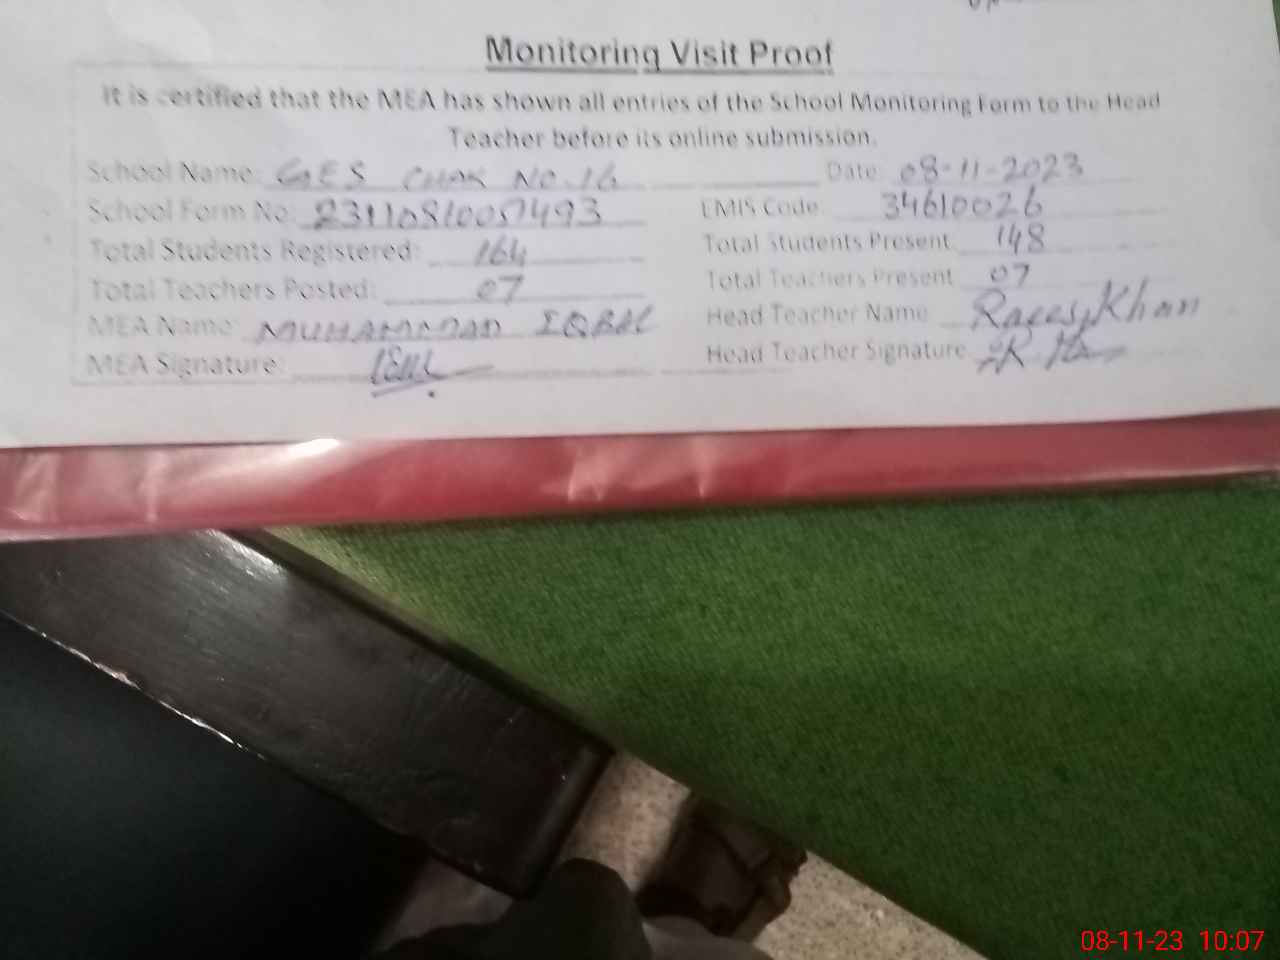 Monitoring Visit Proof
It is certified that the MEA has shown all entries of the School Monitoring Form to the Head
Teacher before its online submission.
School Name: GES CHAK NO.16 Date 08-11-2023
School Form No: EMIS Code 34610026
Total Students Registered: 164 Total Students Present 148
Total Teachers Posted: 07 Total Teachers Present 07
MEA Name: MUHAMMAD IQBAL Head Teacher Name Raees Khan
MEA Signature: Head Teacher Signature
08-11-23 10:07